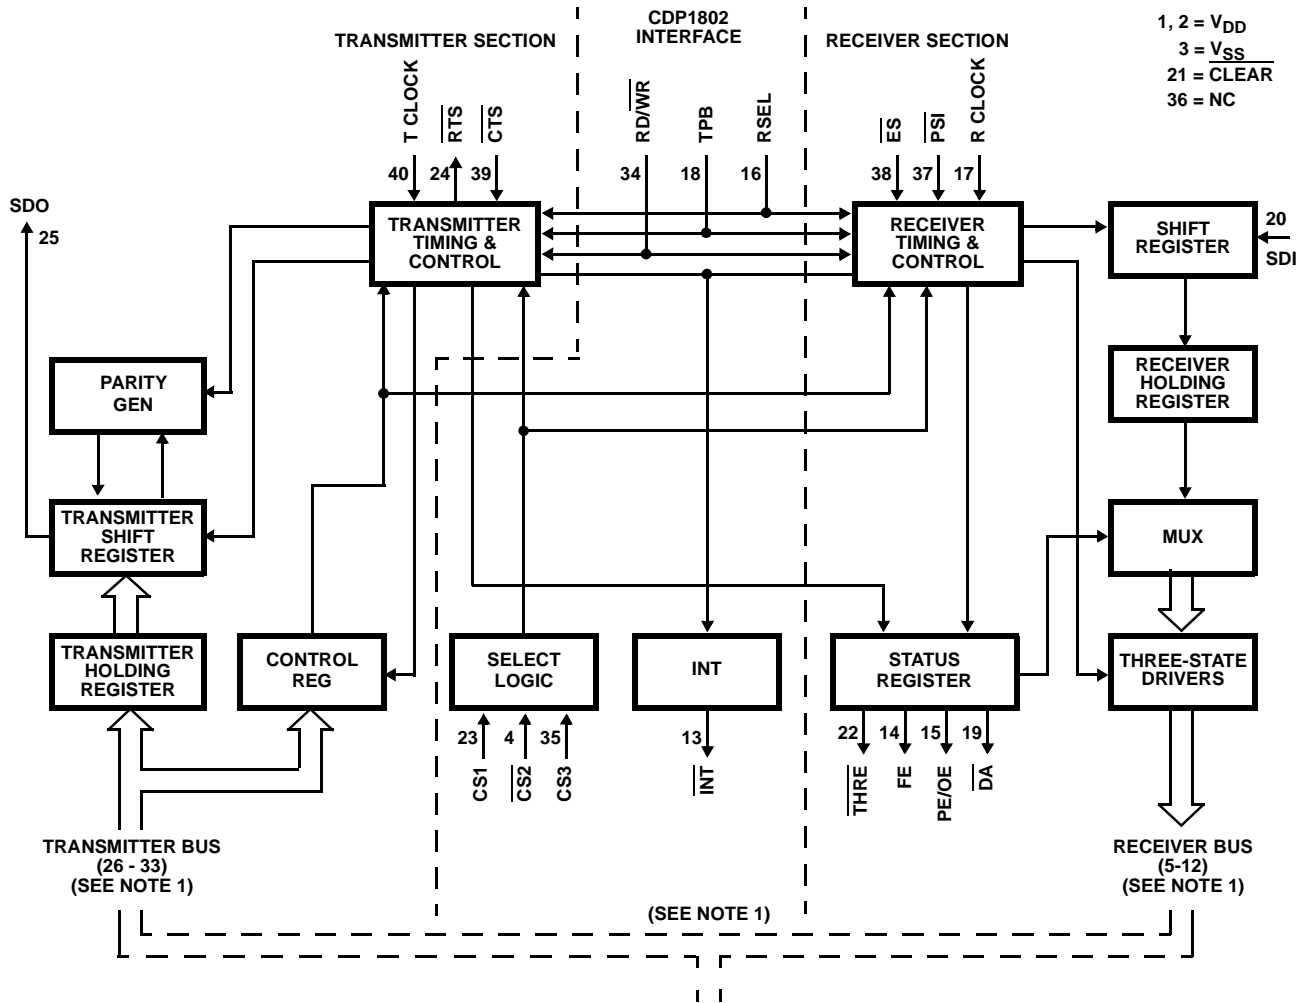 CDP1802
INTERFACE
TRANSMITTER SECTION
RECEIVER SECTION
1, 2 = VDD
3 = VSS
21 = CLEAR
36 = NC
T CLOCK
RTS
CTS
RD/WR
TPB
RSEL
ES
PSI
R CLOCK
40
24
39
34
18
16
38
37
17
SDO
25
TRANSMITTER
TIMING &
CONTROL
RECEIVER
TIMING &
CONTROL
SHIFT
REGISTER
20
SDI
PARITY
GEN
RECEIVER
HOLDING
REGISTER
TRANSMITTER
SHIFT
REGISTER
MUX
TRANSMITTER
HOLDING
REGISTER
CONTROL
REG
SELECT
LOGIC
INT
STATUS
REGISTER
THREE-STATE
DRIVERS
23
4
35
13
22
14
15
19
CS1
CS2
CS3
INT
THRE
FE
PE/OE
DA
TRANSMITTER BUS
(26 - 33)
(SEE NOTE 1)
RECEIVER BUS
(5-12)
(SEE NOTE 1)
(SEE NOTE 1)